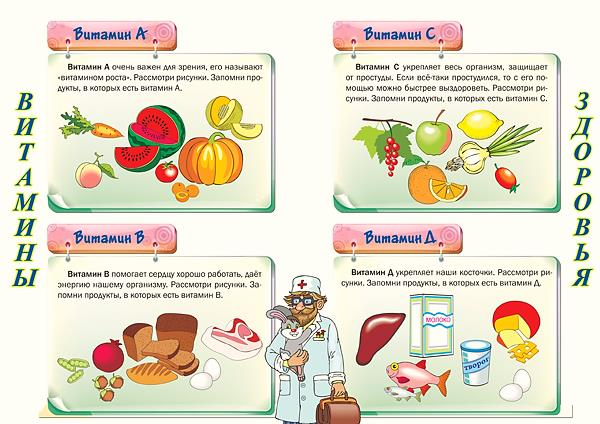 ВИТАМИНЫ
Витамин А
Витамин А очень важен для зрения, его называют
«витамином роста». Рассмотри рисунки. Запомни про-
дукты, в которых есть витамин А.
Витамин С
Витамин С укрепляет весь организм, защищает
от простуды. Если всё-таки простудился, то с его по-
мощью можно быстрее выздороветь. Рассмотри ри-
сунки. Запомни продукты, в которых есть витамин С.
Витамин В
Витамин В помогает сердцу хорошо работать, даёт
энергию нашему организму. Рассмотри рисунки. За-
помни продукты, в которых есть витамин В.
Витамин Д
Витамин Д укрепляет наши косточки. Рассмотри ри-
сунки. Запомни продукты, в которых есть витамин Д.
МОЛОКО
ТВОРОГ
ЗДОРОВЬЯ